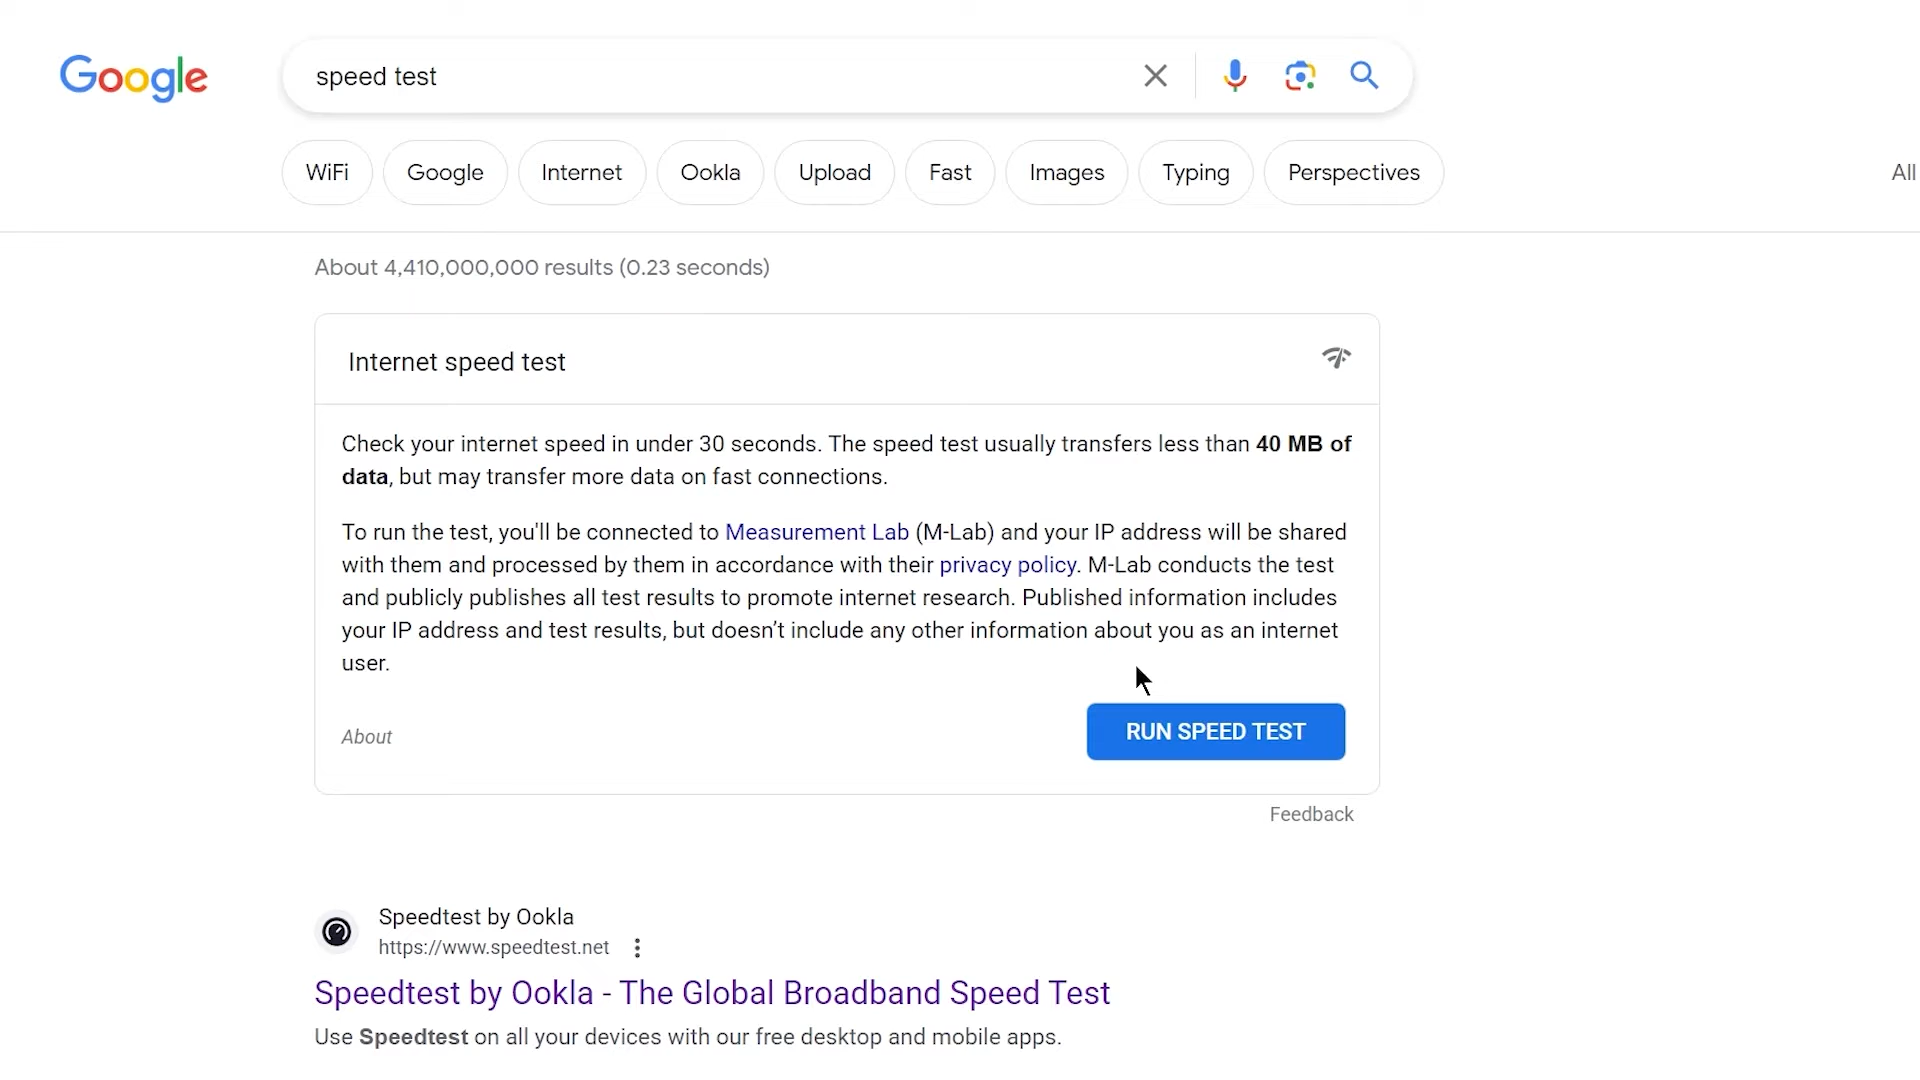 Google
speed test
WiFi
Google
Internet
Ookla
Upload
Fast
Images
Typing
Perspectives
All
About 4,410,000,000 results (0.23 seconds)
Internet speed test
Check your internet speed in under 30 seconds. The speed test usually transfers less than 40 MB of
data, but may transfer more data on fast connections.
To run the test, you'll be connected to Measurement Lab (M-Lab) and your IP address will be shared
with them and processed by them in accordance with their privacy policy. M-Lab conducts the test
and publicly publishes all test results to promote internet research. Published information includes
your IP address and test results, but doesn’t include any other information about you as an internet
user.
About
RUN SPEED TEST
Feedback
Speedtest by Ookla
https://www.speedtest.net
Speedtest by Ookla - The Global Broadband Speed Test
Use Speedtest on all your devices with our free desktop and mobile apps.